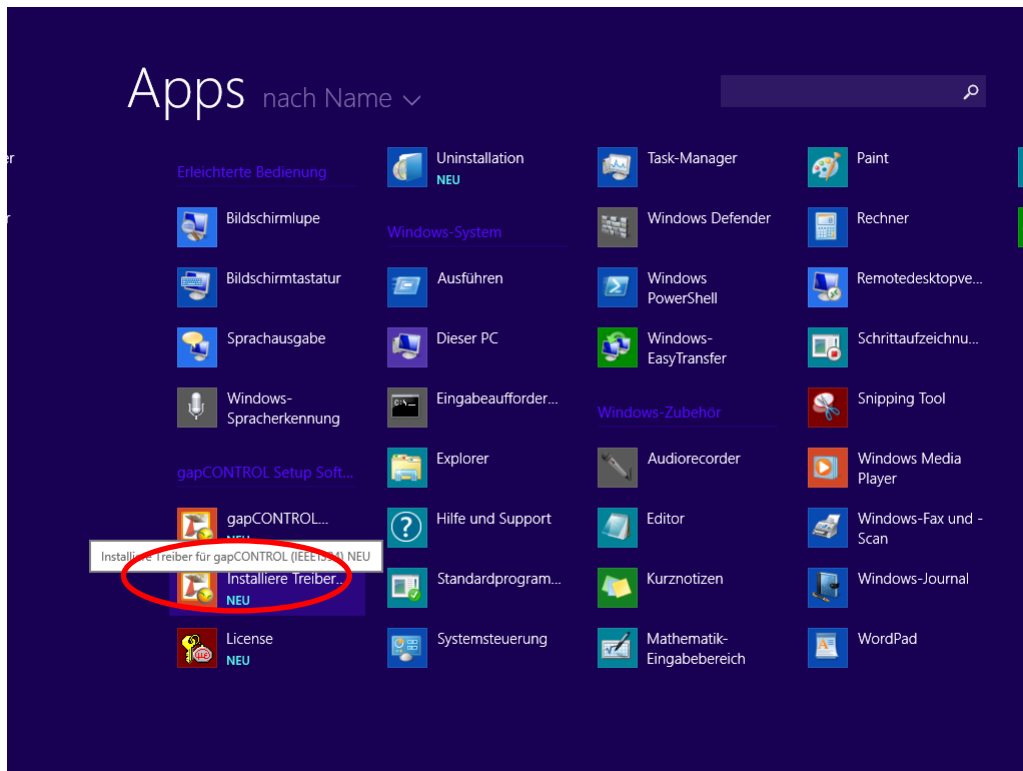 Apps nach Name
er
r
Erleichterte Bedienung
Bildschirmlupe
Bildschirmtastatur
Sprachausgabe
Windows-
Spracherkennung
gapCONTROL Setup Soft...
gapCONTROL...
NEU
Installiere Treiber für gapCONTROL (IEEE1394) NEU
Installiere Treiber...
NEU
License
NEU
Uninstallation
NEU
Windows-System
Ausführen
Dieser PC
Eingabeaufforder...
Explorer
Hilfe und Support
Standardprogram...
Systemsteuerung
Task-Manager
Windows Defender
Windows
PowerShell
Windows-
EasyTransfer
Windows-Zubehör
Audiorecorder
Editor
Kurznotizen
Mathematik-
Eingabebereich
Paint
Rechner
Remotedesktopve...
Schrittaufzeichnu...
Snipping Tool
Windows Media
Player
Windows-Fax und -
Scan
Windows-Journal
WordPad